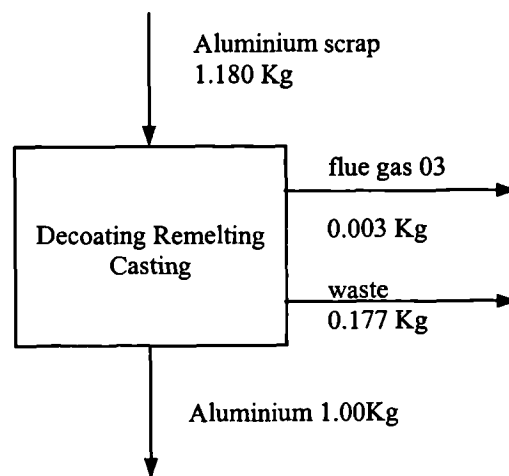 Aluminium scrap
1.180 Kg
flue gas 03
Decoating Remelting
Casting
0.003 Kg
waste
0.177 Kg
Aluminium 1.00Kg